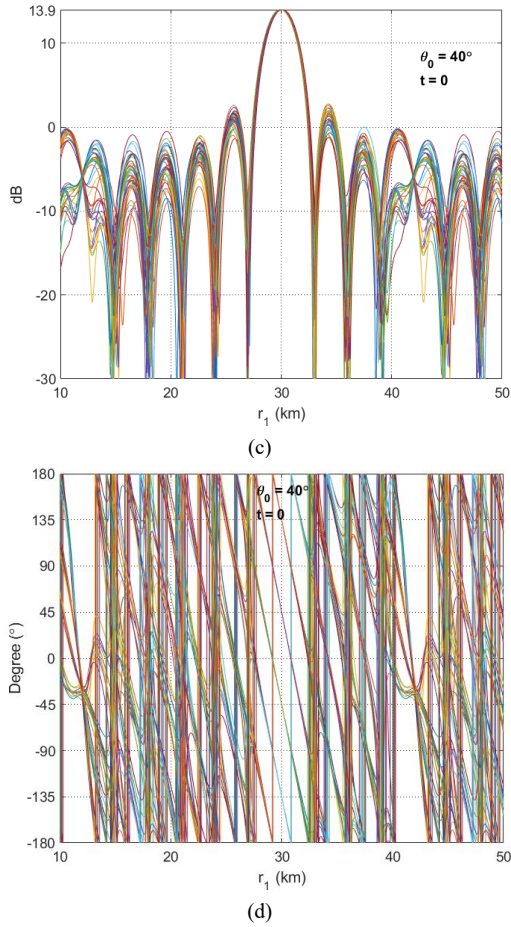 13.9
10
0
-10
-20
-30
dB
θ0 = 40°
t = 0
10 20 30 40 50
r1 (km)
(c)
180
135
90
45
0
-45
-90
-135
-180
Degree (°)
θ0 = 40°
t = 0
10 20 30 40 50
r1 (km)
(d)